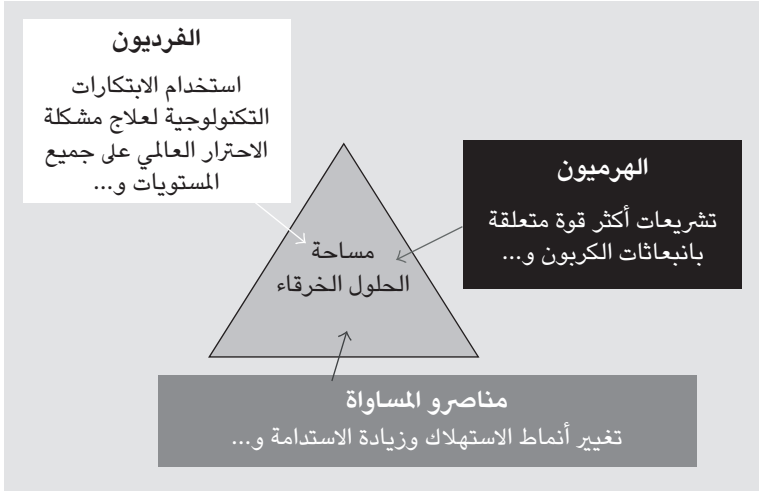 الفرديون
استخدام الابتكارات
التكنولوجية لعلاج مشكلة
الاحترار العالمي على جميع
المستويات و...
الهرميون
تشريعات أكثر قوة متعلقة
بانبعاثات الكربون و...
مساحة
الحلول الخرقاء
مناصرو المساواة
تغيير أنماط الاستهلاك وزيادة الاستدامة و...